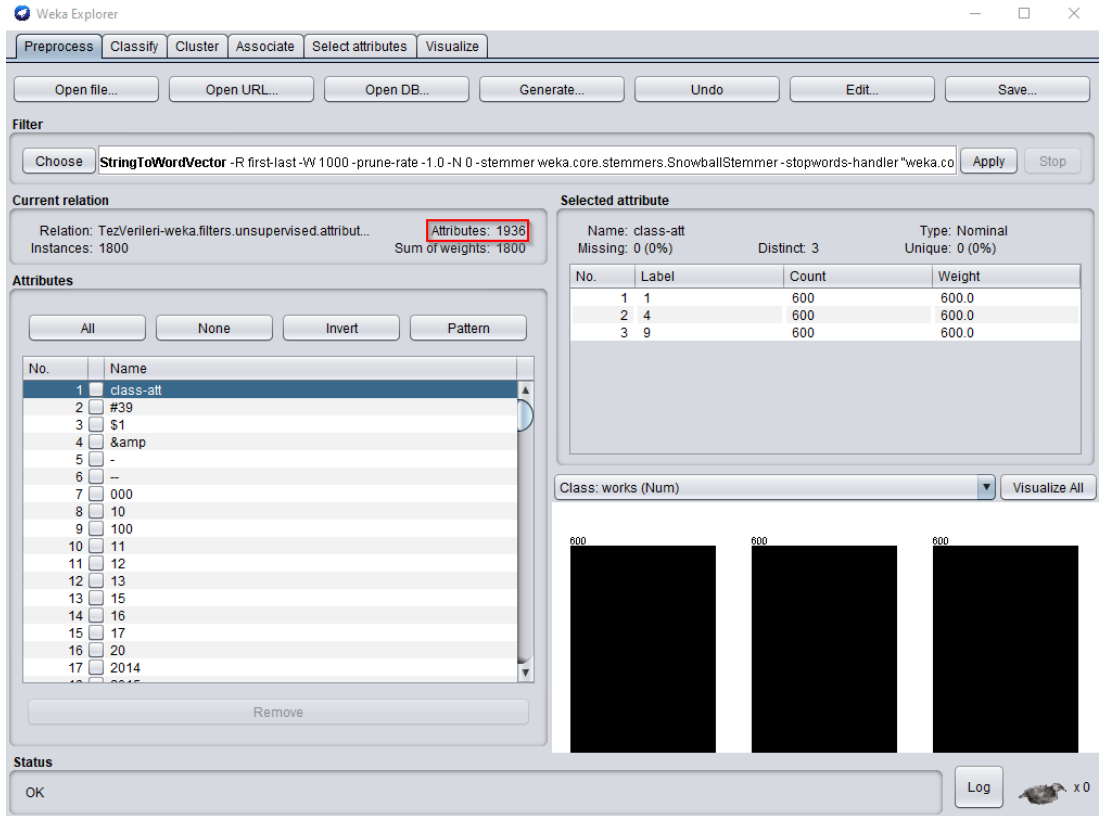 Weka Explorer
Preprocess Classify Cluster Associate Select attributes Visualize
Open file... Open URL... Open DB... Generate... Undo Edit... Save...
Filter
Choose StringToWordVector -R first-last -W 1000 -prune-rate -1.0 -N 0 -stemmer weka.core.stemmers.SnowballStemmer -stopwords-handler "weka.co Apply Stop
Current relation
Relation: TezVerileri-weka.filters.unsupervised.attribut... Attributes: 1936
Instances: 1800 Sum of weights: 1800
Attributes
All None Invert Pattern
No. Name
1 class-att
2 #39
3 $1
4 &amp
5 -
6 --
7 000
8 10
9 100
10 11
11 12
12 13
13 15
14 16
15 17
16 20
17 2014
Remove
Selected attribute
Name: class-att Type: Nominal
Missing: 0 (0%) Distinct: 3 Unique: 0 (0%)
No. Label Count Weight
1 1 600 600.0
2 4 600 600.0
3 9 600 600.0
Class: works (Num) Visualize All
600 600 600
Status
OK
Log x 0